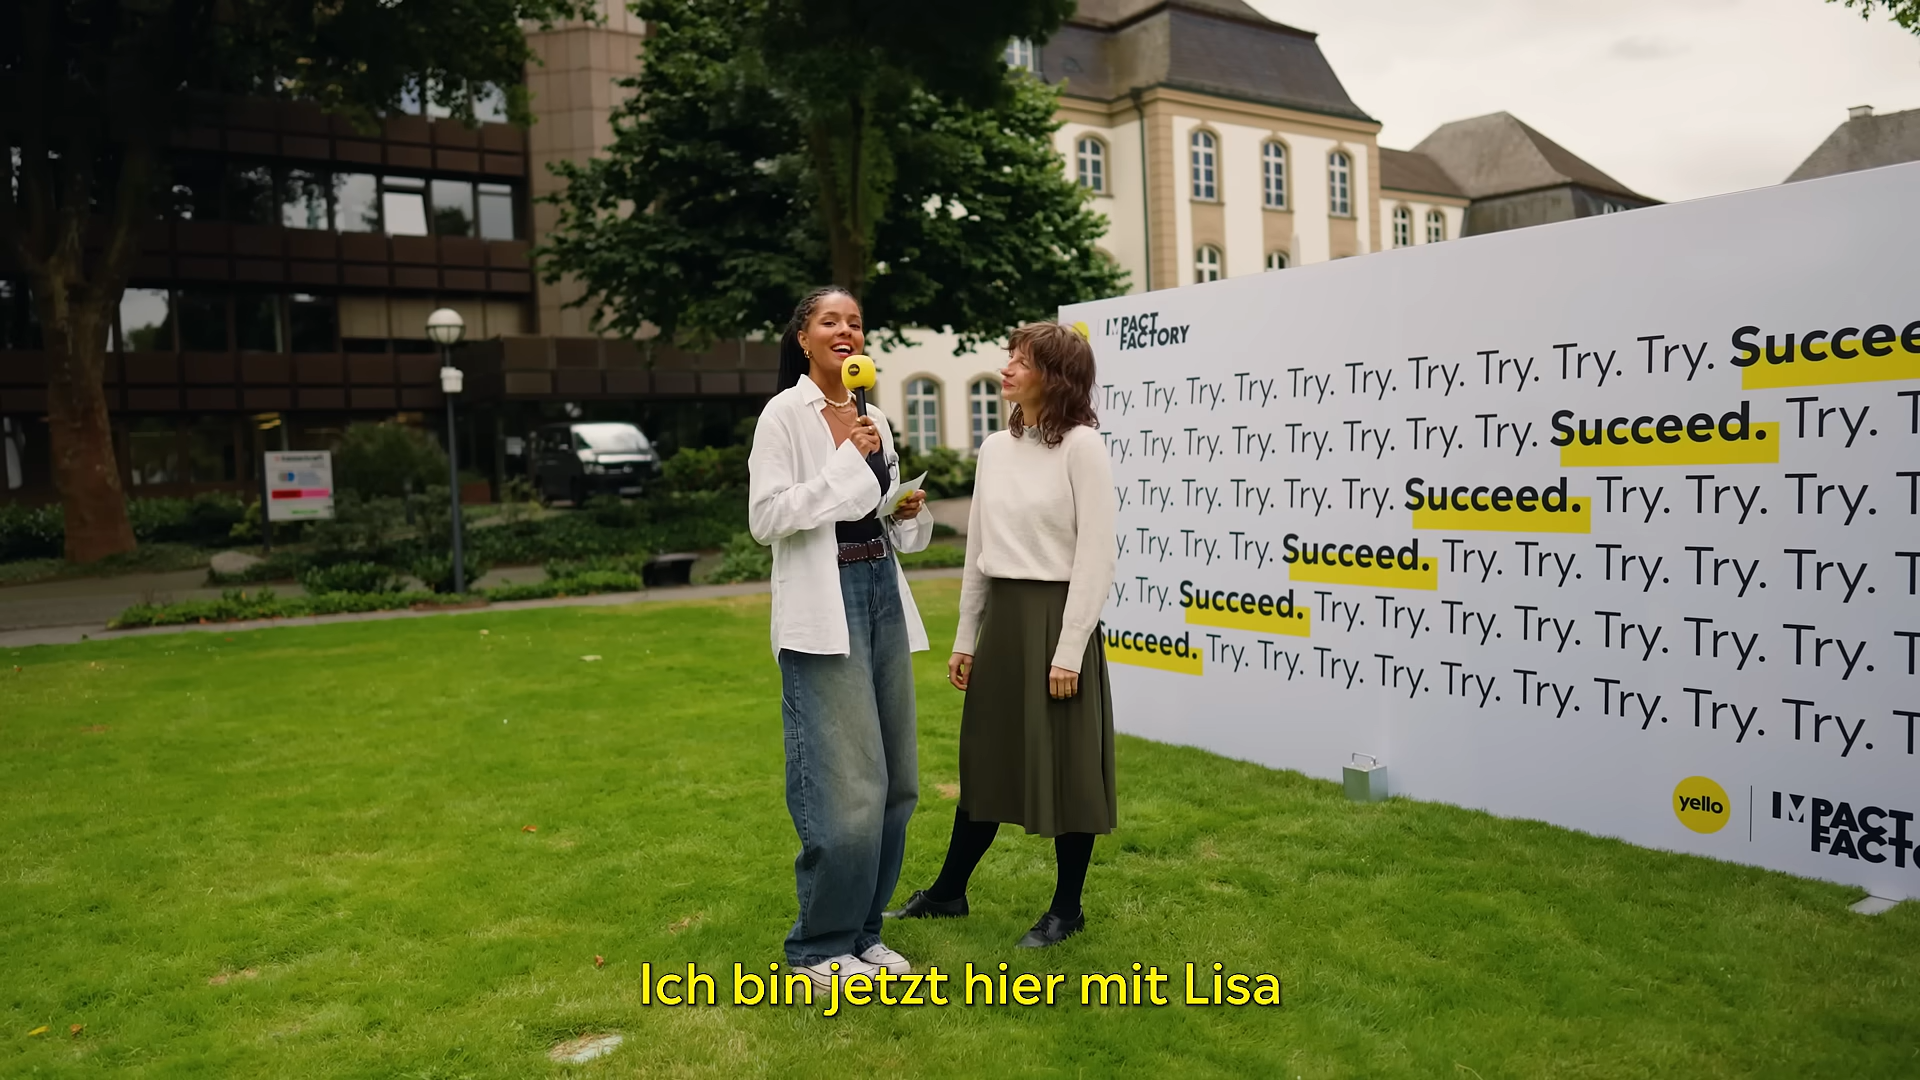 IMPACT
FACTORY
Try. Try. Try. Try. Try. Try. Try. Try. Try. Try. Succee
Try. Try. Try. Try. Try. Try. Try. Try. Succeed. Try. T
Try. Try. Try. Try. Try. Succeed. Try. Try. Try. T
Try. Try. Try. Succeed. Try. Try. Try. Try. Try. T
Try. Succeed. Try. Try. Try. Try. Try. Try. Try. T
Succeed. Try. Try. Try. Try. Try. Try. Try. Try. T
yello
IMPACT
FACTO
Ich bin jetzt hier mit Lisa